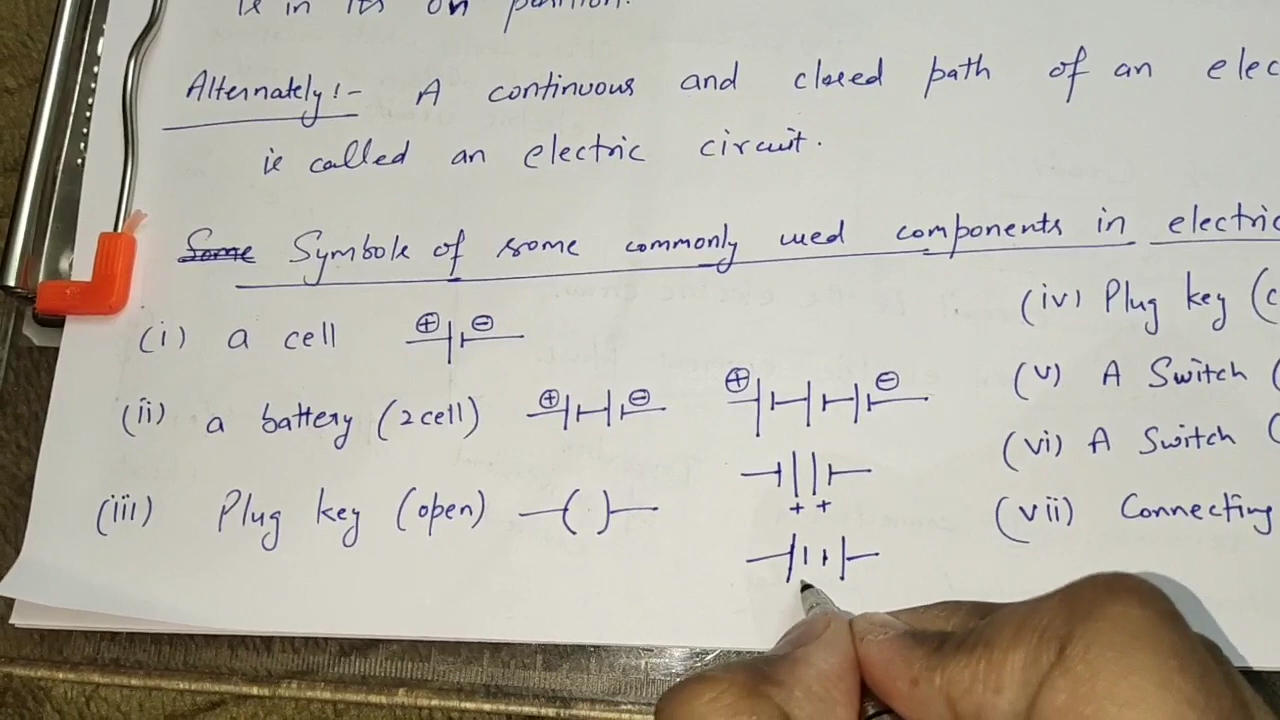 is in its on position.
Alternately :- A continuous and closed path of an elec
is called an electric circuit.
Some Symbols of some commonly used components in electric
(i) a cell ⊕ ⊖
(ii) a battery (2cell) ⊕ ⊖ ⊕ ⊖
(iii) Plug key (open)
+ +
(iv) Plug key (c
(v) A Switch (
(vi) A Switch (
(vii) Connecting